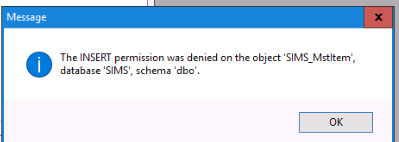 Message
x
The INSERT permission was denied on the object 'SIMS_MstItem',
database 'SIMS', schema 'dbo'.
OK